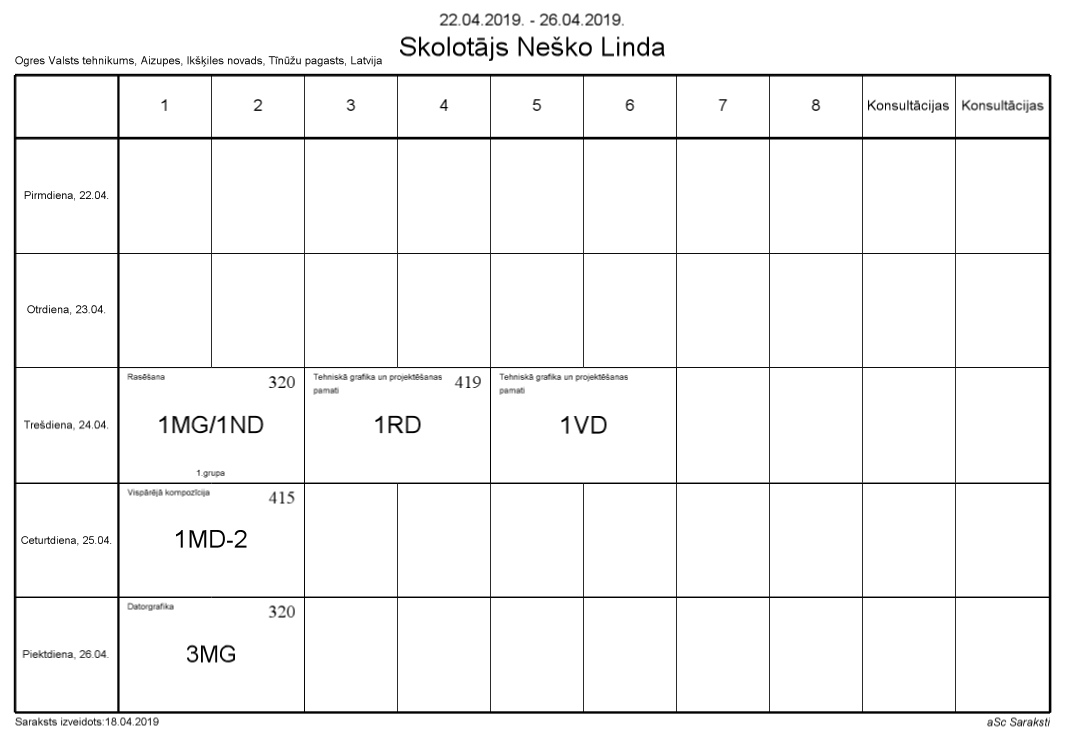 22.04.2019. - 26.04.2019.
Skolotājs Neško Linda
Ogres Valsts tehnikums, Aizupes, Ikšķiles novads, Tīnūžu pagasts, Latvija
1 2 3 4 5 6 7 8 Konsultācijas Konsultācijas
Pirmdiena, 22.04.
Otrdiena, 23.04.
Trešdiena, 24.04.
Rasēšana 320
1MG/1ND
1.grupa
Tehniskā grafika un projektēšanas 419
pamati
1RD
Tehniskā grafika un projektēšanas
pamati
1VD
Ceturtdiena, 25.04.
Vispārējā kompozīcija 415
1MD-2
Piektdiena, 26.04.
Datorgrafika 320
3MG
Saraksts izveidots:18.04.2019
aSc Saraksti